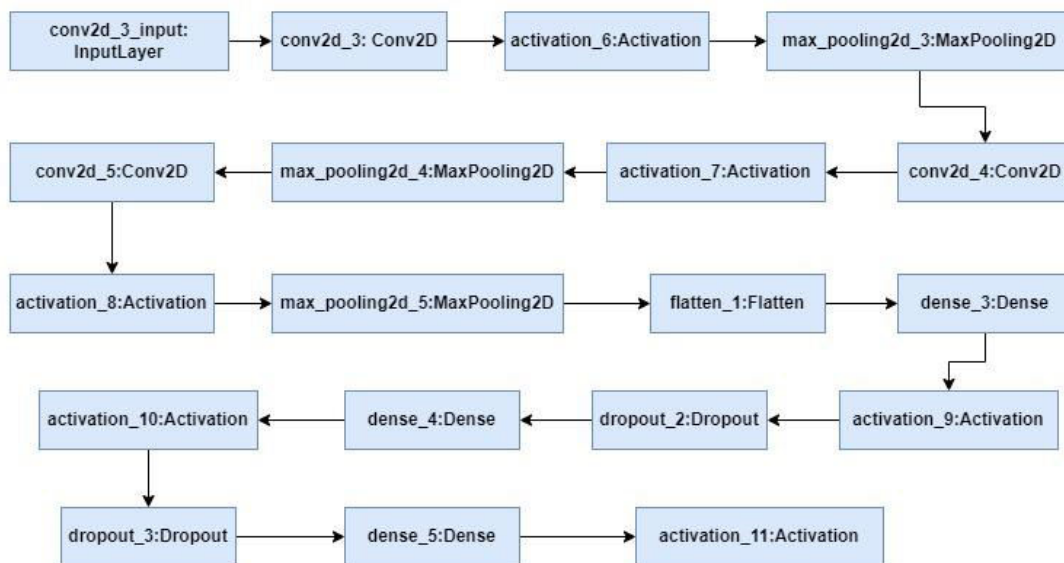 conv2d_3_input:
InputLayer
conv2d_3: Conv2D
activation_6:Activation
max_pooling2d_3:MaxPooling2D
conv2d_5:Conv2D
max_pooling2d_4:MaxPooling2D
activation_7:Activation
conv2d_4:Conv2D
activation_8:Activation
max_pooling2d_5:MaxPooling2D
flatten_1:Flatten
dense_3:Dense
activation_10:Activation
dense_4:Dense
dropout_2:Dropout
activation_9:Activation
dropout_3:Dropout
dense_5:Dense
activation_11:Activation